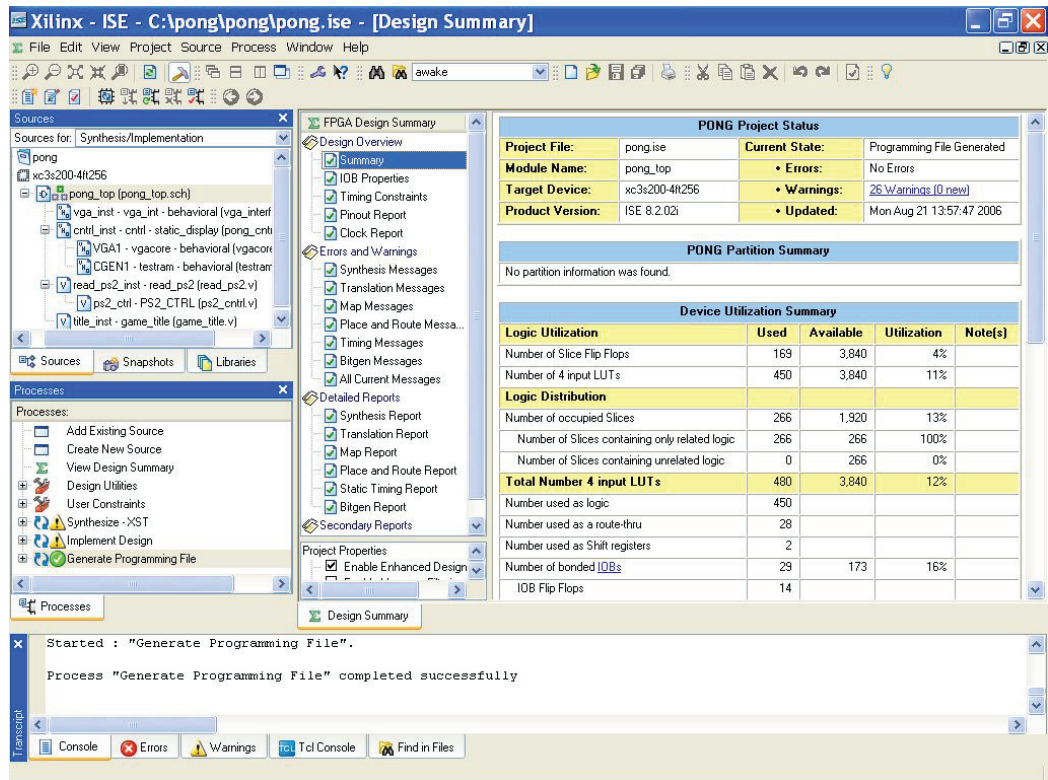 Xilinx - ISE - C:\pong\pong\pong.ise - [Design Summary]
File Edit View Project Source Process Window Help
awake
Sources
Sources for: Synthesis/Implementation
pong
xc3s200-4ft256
pong_top (pong_top.sch)
vga_inst - vga_int - behavioral (vga_interf
cntrl_inst - cntrl - static_display (pong_cntr
VGA1 - vgacore - behavioral (vgacore
CGEN1 - testram - behavioral (testram
read_ps2_inst - read_ps2 (read_ps2.v)
ps2_ctrl - PS2_CTRL (ps2_cntrl.v)
title_inst - game_title (game_title.v)
Sources Snapshots Libraries
Processes
Processes:
Add Existing Source
Create New Source
View Design Summary
Design Utilities
User Constraints
Synthesize - XST
Implement Design
Generate Programming File
Processes
FPGA Design Summary
Design Overview
Summary
IOB Properties
Timing Constraints
Pinout Report
Clock Report
Errors and Warnings
Synthesis Messages
Translation Messages
Map Messages
Place and Route Messa...
Timing Messages
Bitgen Messages
All Current Messages
Detailed Reports
Synthesis Report
Translation Report
Map Report
Place and Route Report
Static Timing Report
Bitgen Report
Secondary Reports
Project Properties
Enable Enhanced Design
Design Summary
PONG Project Status
Project File: pong.ise Current State: Programming File Generated
Module Name: pong_top • Errors: No Errors
Target Device: xc3s200-4ft256 • Warnings: 26 Warnings (0 new)
Product Version: ISE 8.2.02i • Updated: Mon Aug 21 13:57:47 2006
PONG Partition Summary
No partition information was found.
Device Utilization Summary
Logic Utilization Used Available Utilization Note(s)
Number of Slice Flip Flops 169 3,840 4%
Number of 4 input LUTs 450 3,840 11%
Logic Distribution
Number of occupied Slices 266 1,920 13%
Number of Slices containing only related logic 266 266 100%
Number of Slices containing unrelated logic 0 266 0%
Total Number 4 input LUTs 480 3,840 12%
Number used as logic 450
Number used as a route-thru 28
Number used as Shift registers 2
Number of bonded IOBs 29 173 16%
IOB Flip Flops 14
Started : "Generate Programming File".
Process "Generate Programming File" completed successfully
Transcript
Console Errors Warnings Tcl Console Find in Files